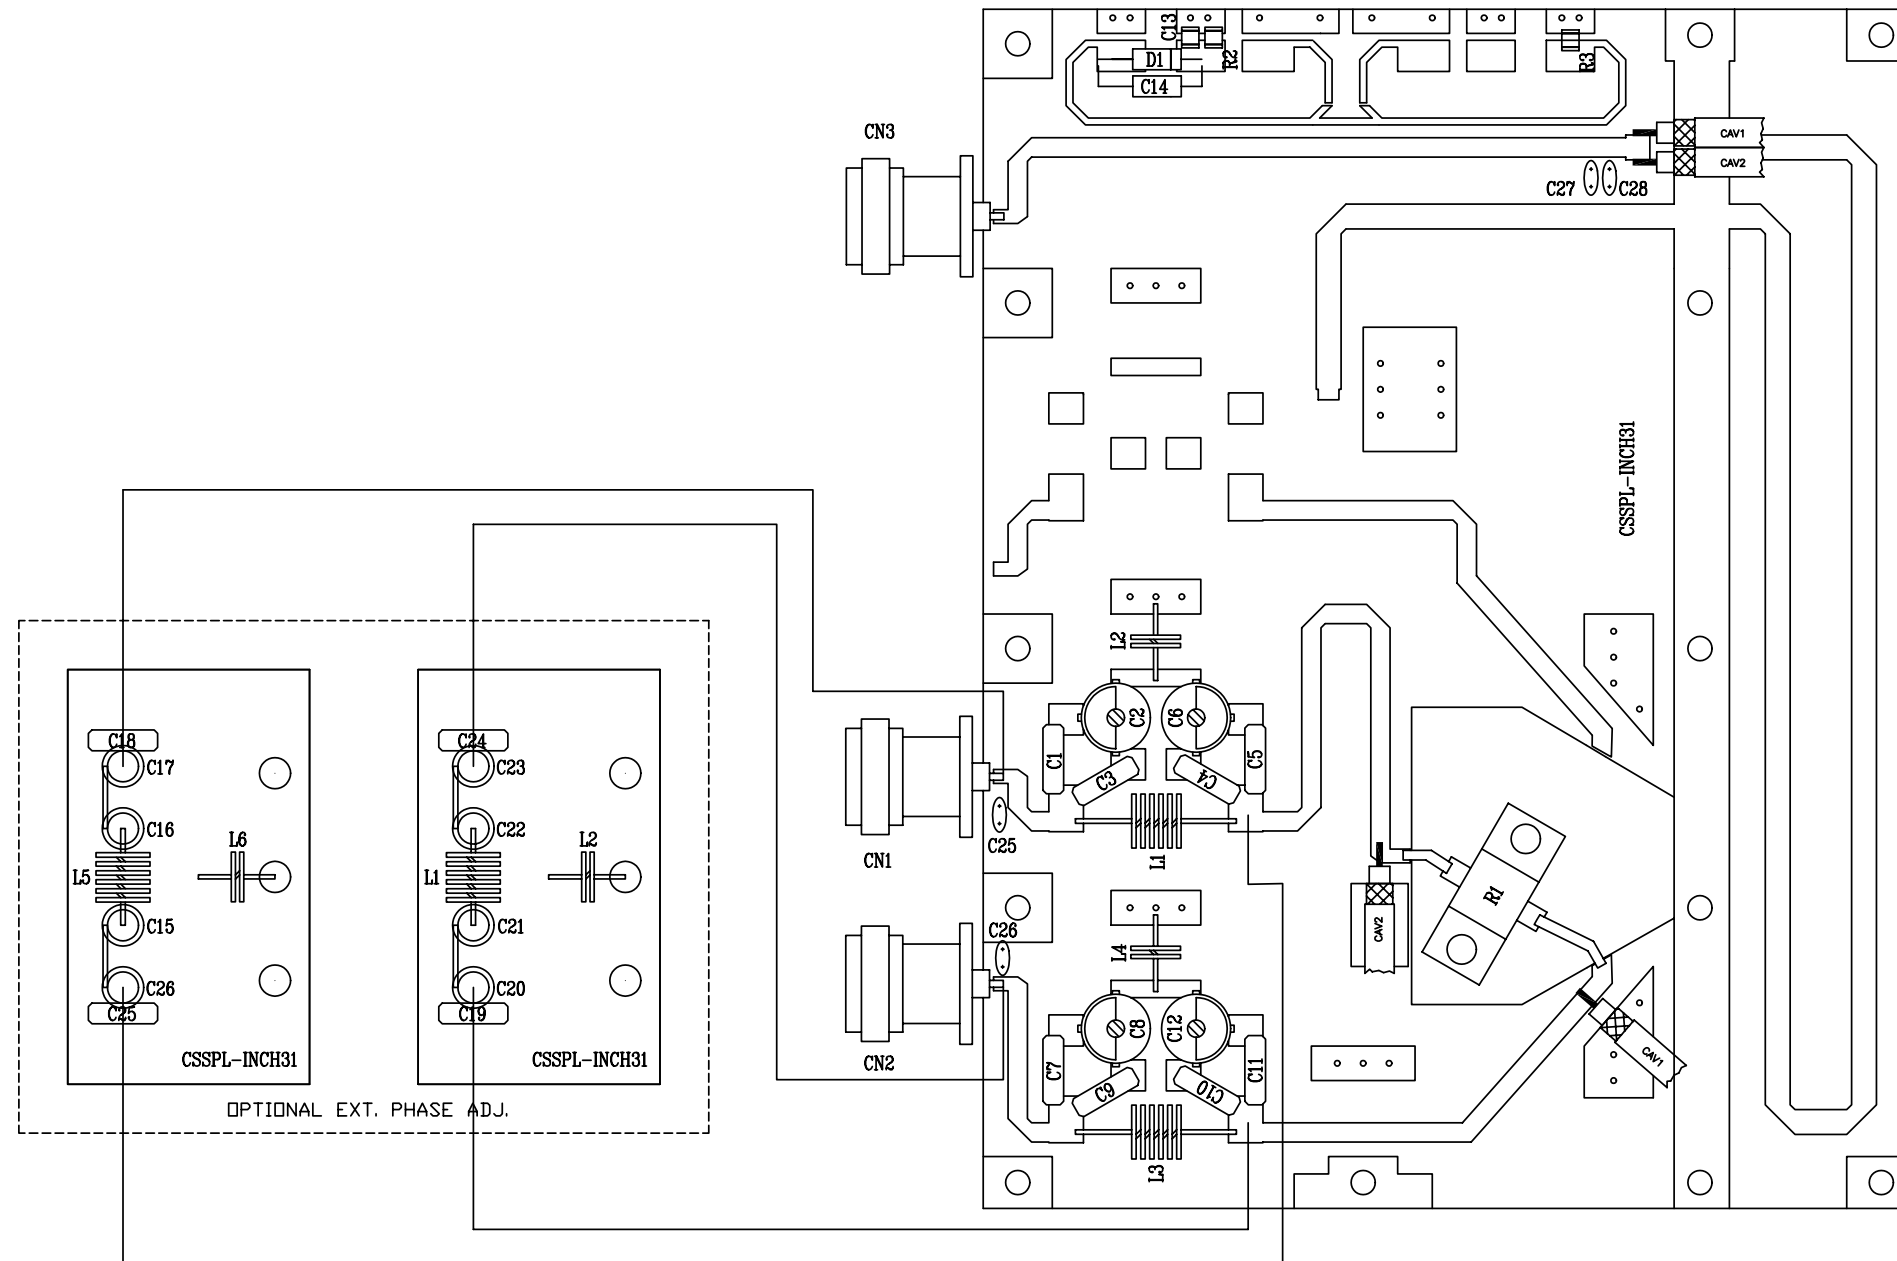 C13
R2
D1
C14
R3
CN3
CAV1
CAV2
C27
C28
CSSPL-INCH31
L2
C2
C6
C1
C5
C3
C4
L1
C25
CN1
C18
C17
C16
L6
L5
C15
C26
C25
CSSPL-INCH31
C24
C23
C22
L2
L1
C21
C20
C19
CSSPL-INCH31
OPTIONAL EXT. PHASE ADJ.
R1
CAV2
C26
L4
CN2
C8
C12
C7
C11
C9
C10
L3
CAV1